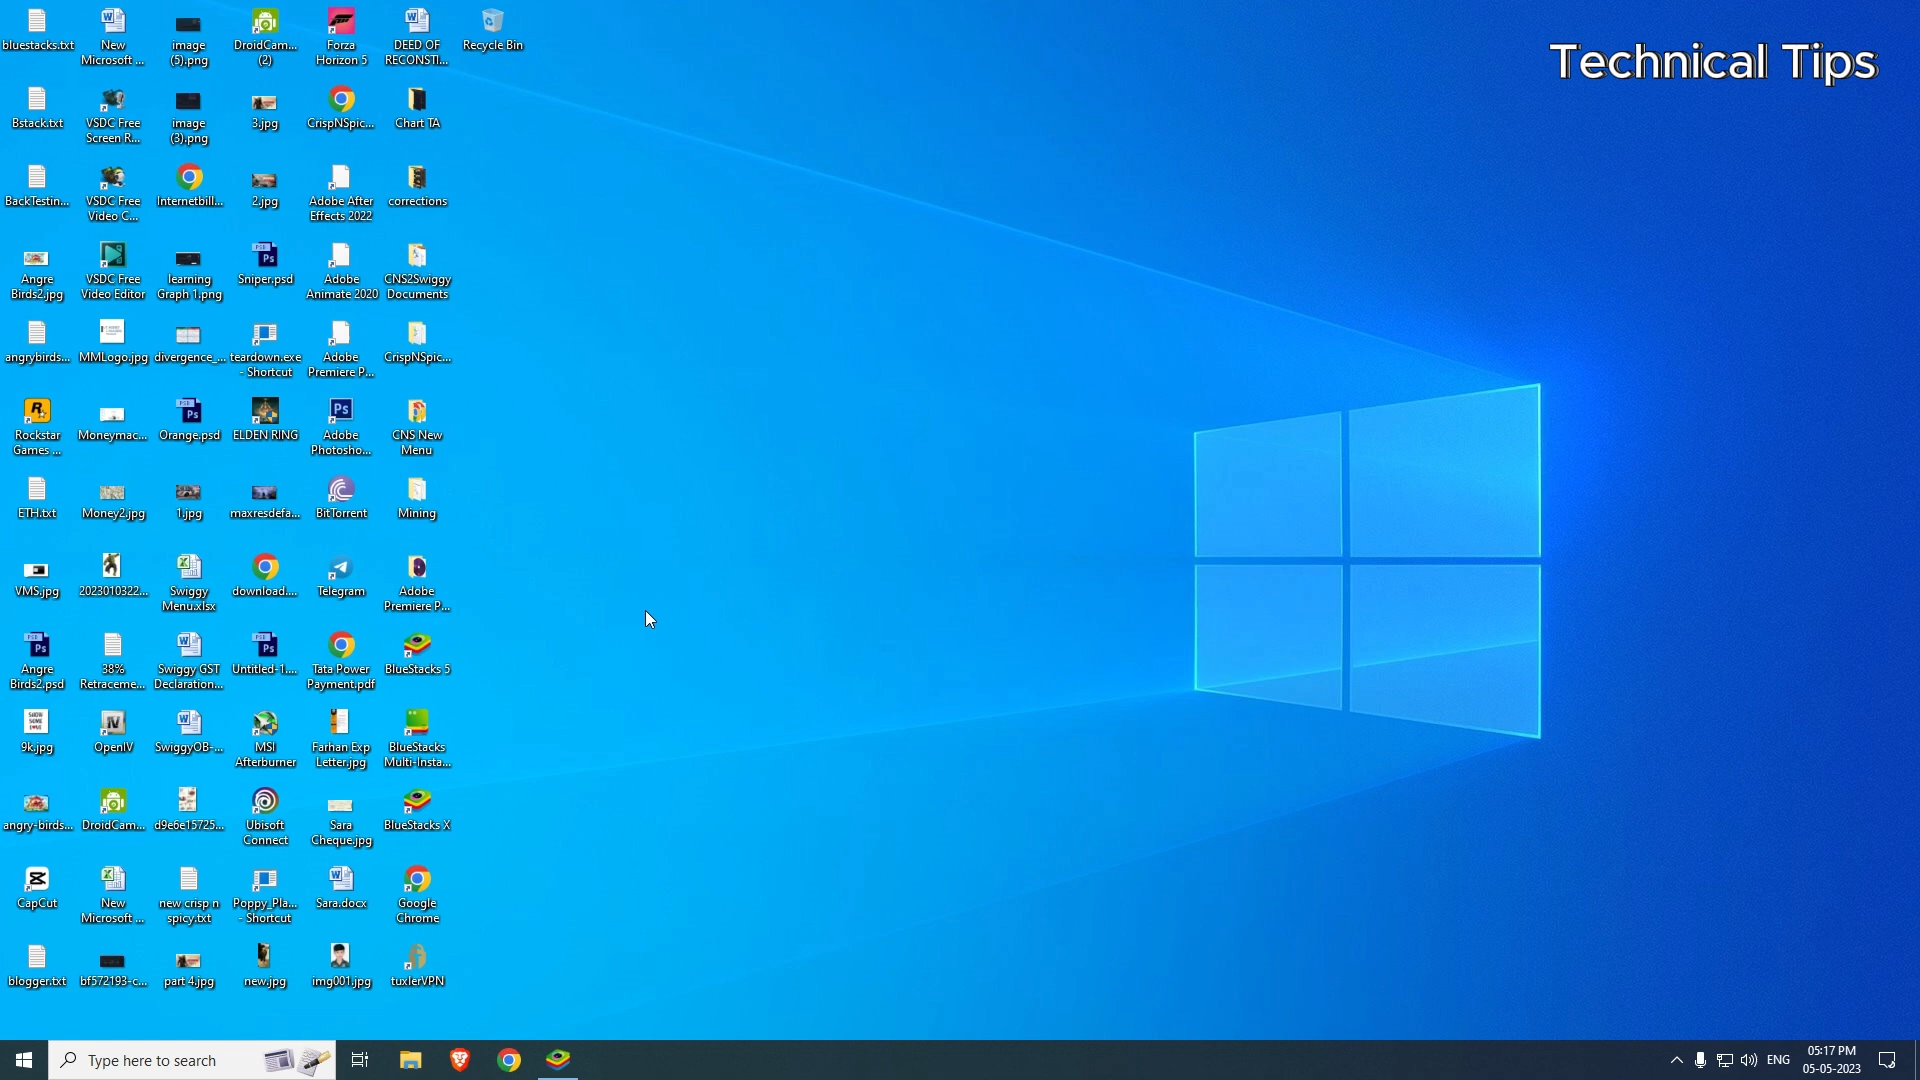 Technical Tips
bluestacks.txt
New
Microsoft ...
image
(5).png
DroidCam...
(2)
Forza
Horizon 5
DEED OF
RECONSTI...
Recycle Bin
Bstack.txt
VSDC Free
Screen R...
image
(3).png
3.jpg
CrispNSpic...
Chart TA
BackTestin...
VSDC Free
Video C...
Internetbill...
2.jpg
Adobe After
Effects 2022
corrections
Angre
Birds2.jpg
VSDC Free
Video Editor
learning
Graph 1.png
Sniper.psd
Adobe
Animate 2020
CNS2Swiggy
Documents
angrybirds...
MMLogo.jpg
divergence_...
teardown.exe
- Shortcut
Adobe
Premiere P...
CrispNSpic...
Rockstar
Games ...
Moneymac...
Orange.psd
ELDEN RING
Adobe
Photosho...
CNS New
Menu
ETH.txt
Money2.jpg
1.jpg
maxresdefa...
BitTorrent
Mining
VMS.jpg
2023010322...
Swiggy
Menu.xlsx
download....
Telegram
Adobe
Premiere P...
Angre
Birds2.psd
38%
Retraceme...
Swiggy GST
Declaration...
Untitled-1....
Tata Power
Payment.pdf
BlueStacks 5
9k.jpg
OpenIV
SwiggyOB-...
MSI
Afterburner
Farhan Exp
Letter.jpg
BlueStacks
Multi-Insta...
angry-birds...
DroidCam...
d9e6e15725...
Ubisoft
Connect
Sara
Cheque.jpg
BlueStacks X
CapCut
New
Microsoft ...
new crisp n
spicy.txt
Poppy_Pla...
- Shortcut
Sara.docx
Google
Chrome
blogger.txt
bf572193-c...
part 4.jpg
new.jpg
img001.jpg
tuxlerVPN
Type here to search
ENG
05:17 PM
05-05-2023